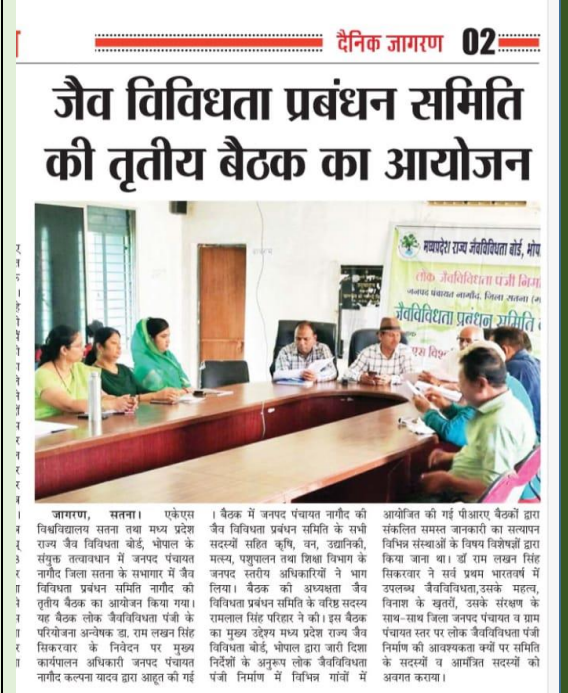 दैनिक जागरण 02
जैव विविधता प्रबंधन समिति
की तृतीय बैठक का आयोजन
मध्यप्रदेश राज्य जैवविविधता बोर्ड, भोप
लोक जैवविविधता पंजी निर्मा
जनपद पंचायत नागौद, जिला सतना (म
जैवविविधता प्रबंधन समिति
एस विश्व
जागरण, सतना। एकेएस
विश्वविद्यालय सतना तथा मध्य प्रदेश
राज्य जैव विविधता बोर्ड, भोपाल के
संयुक्त तत्वावधान में जनपद पंचायत
नागौद जिला सतना के सभागार में जैव
विविधता प्रबंधन समिति नागौद की
तृतीय बैठक का आयोजन किया गया।
यह बैठक लोक जैवविविधता पंजी के
परियोजना अन्वेषक डा. राम लखन सिंह
सिकरवार के निवेदन पर मुख्य
कार्यपालन अधिकारी जनपद पंचायत
नागौद कल्पना यादव द्वारा आहूत की गई
। बैठक में जनपद पंचायत नागौद की
जैव विविधता प्रबंधन समिति के सभी
सदस्यों सहित कृषि, वन, उद्यानिकी,
मत्स्य, पशुपालन तथा शिक्षा विभाग के
जनपद स्तरीय अधिकारियों ने भाग
लिया। बैठक की अध्यक्षता जैव
विविधता प्रबंधन समिति के वरिष्ठ सदस्य
रामलाल सिंह परिहार ने की। इस बैठक
का मुख्य उद्देश्य मध्य प्रदेश राज्य जैव
विविधता बोर्ड, भोपाल द्वारा जारी दिशा
निर्देशों के अनुरूप लोक जैवविविधता
पंजी निर्माण में विभिन्न गांवों में
आयोजित की गई पीआरए बैठकों द्वारा
संकलित समस्त जानकारी का सत्यापन
विभिन्न संस्थाओं के विषय विशेषज्ञों द्वारा
किया जाना था। डॉ राम लखन सिंह
सिकरवार ने सर्व प्रथम भारतवर्ष में
उपलब्ध जैवविविधता,उसके महत्व,
विनाश के खतरों, उसके संरक्षण के
साथ-साथ जिला जनपद पंचायत व ग्राम
पंचायत स्तर पर लोक जैवविविधता पंजी
निर्माण की आवश्यकता क्यों पर समिति
के सदस्यों व आमंत्रित सदस्यों को
अवगत कराया।